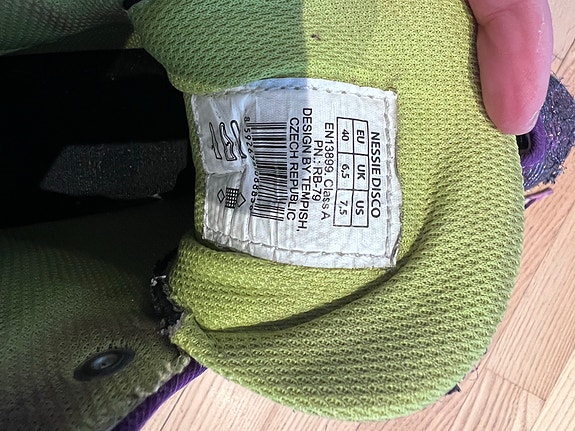 NESSIE DISCO
EU UK US
40 6,5 7,5
EN13899, Class A
PN.: RB-79
DESIGN BY TEMPISH,
CZECH REPUBLIC